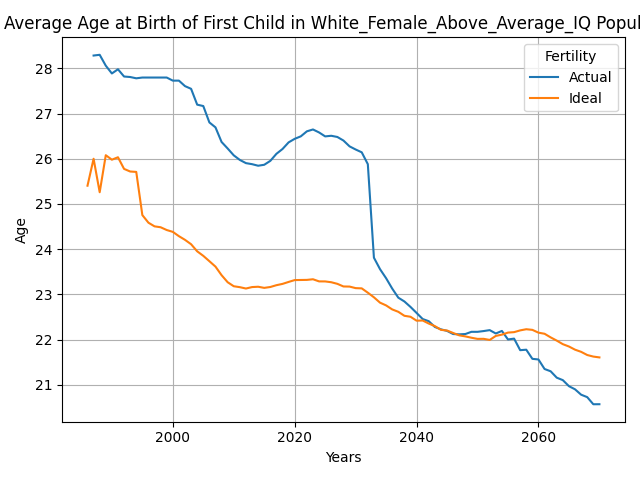 Average Age at Birth of First Child in White_Female_Above_Average_IQ Popul
Fertility
Actual
Ideal
28
27
26
25
24
23
22
21
Age
2000 2020 2040 2060
Years